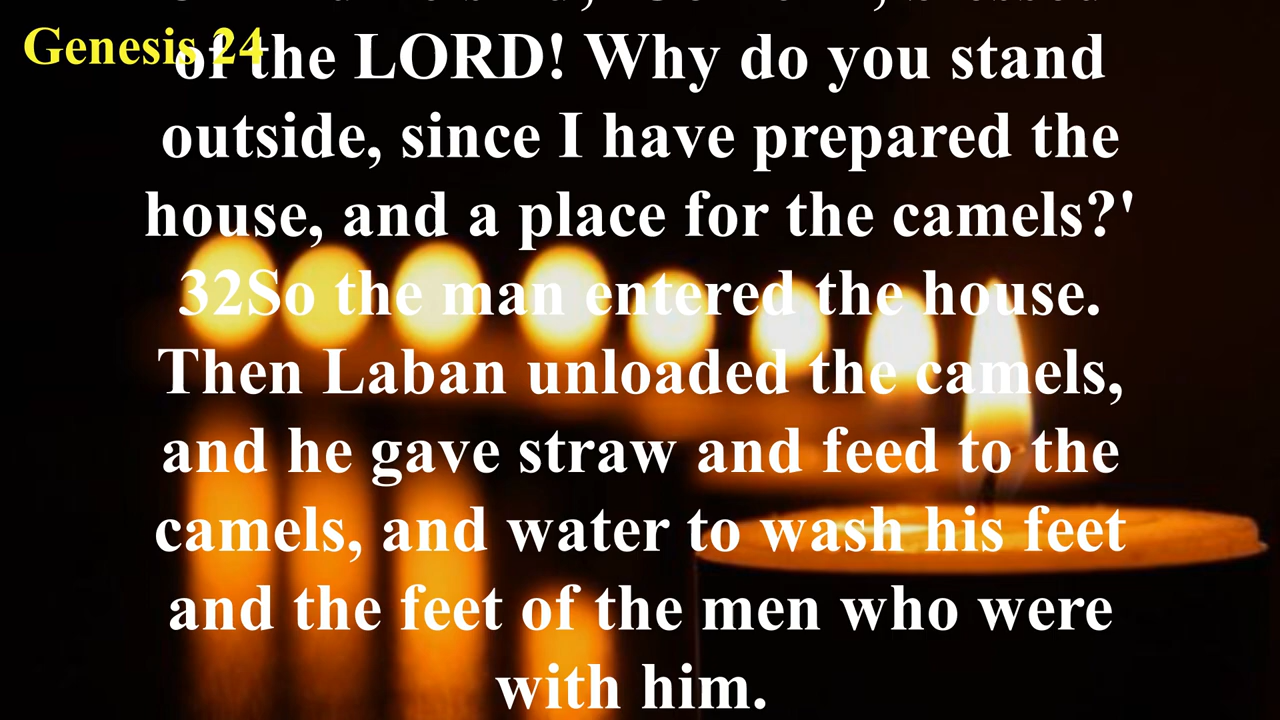 Genesis 24
of the LORD! Why do you stand
outside, since I have prepared the
house, and a place for the camels?'
32So the man entered the house.
Then Laban unloaded the camels,
and he gave straw and feed to the
camels, and water to wash his feet
and the feet of the men who were
with him.